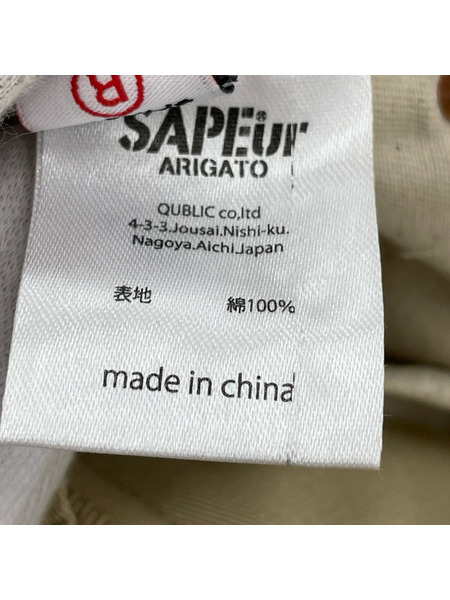 ®
SAPEur®
ARIGATO
QUBLIC co,ltd
4-3-3.Jousai.Nishi-ku.
Nagoya.Aichi.Japan
表地 綿100%
made in china